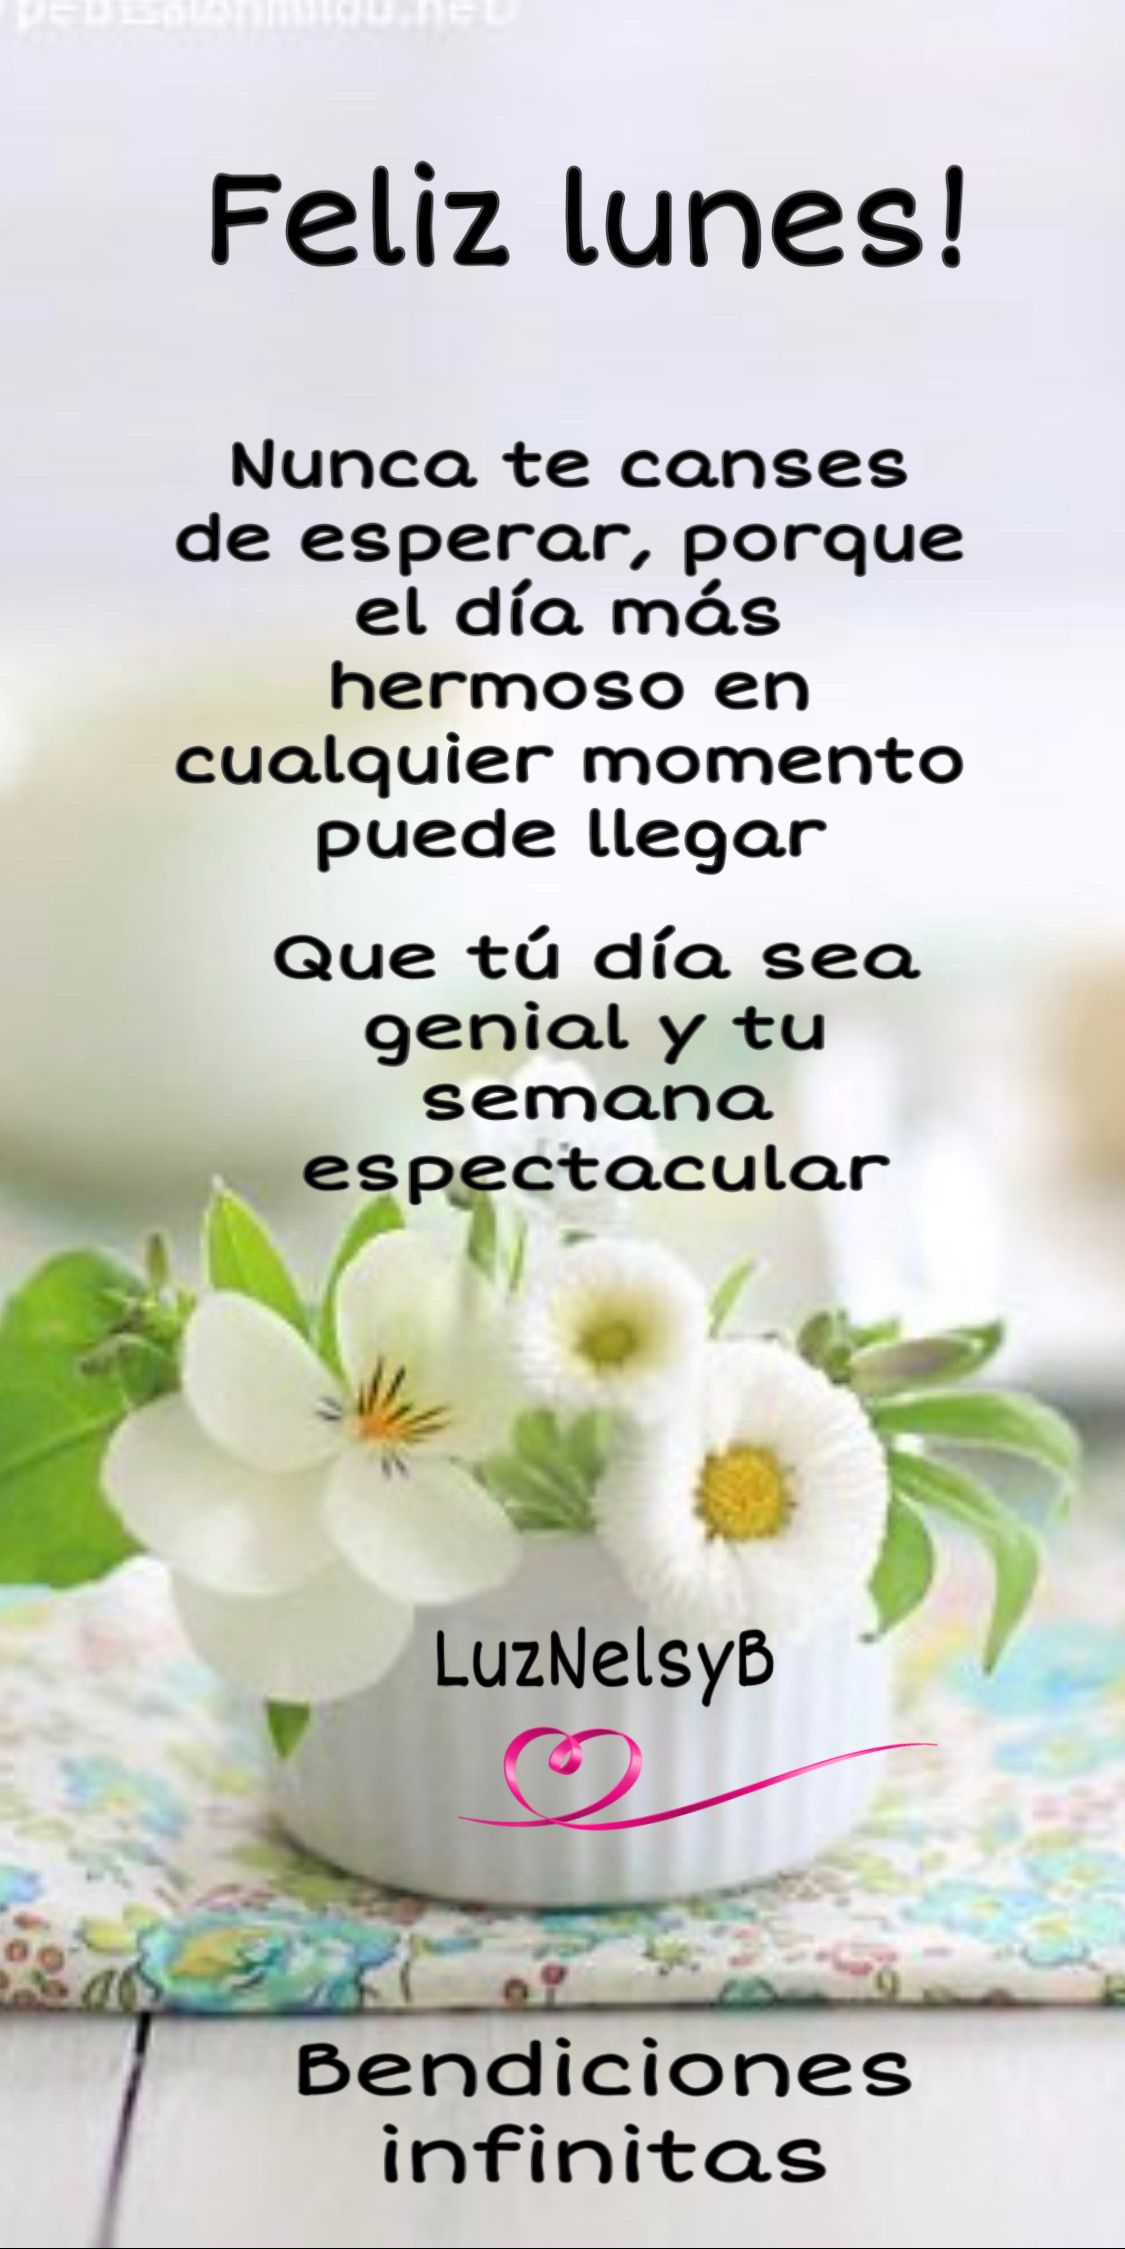 Feliz lunes!
Nunca te canses
de esperar, porque
el día más
hermoso en
cualquier momento
puede llegar
Que tú día sea
genial y tu
semana
espectacular
LuzNelsyB
Bendiciones
infinitas